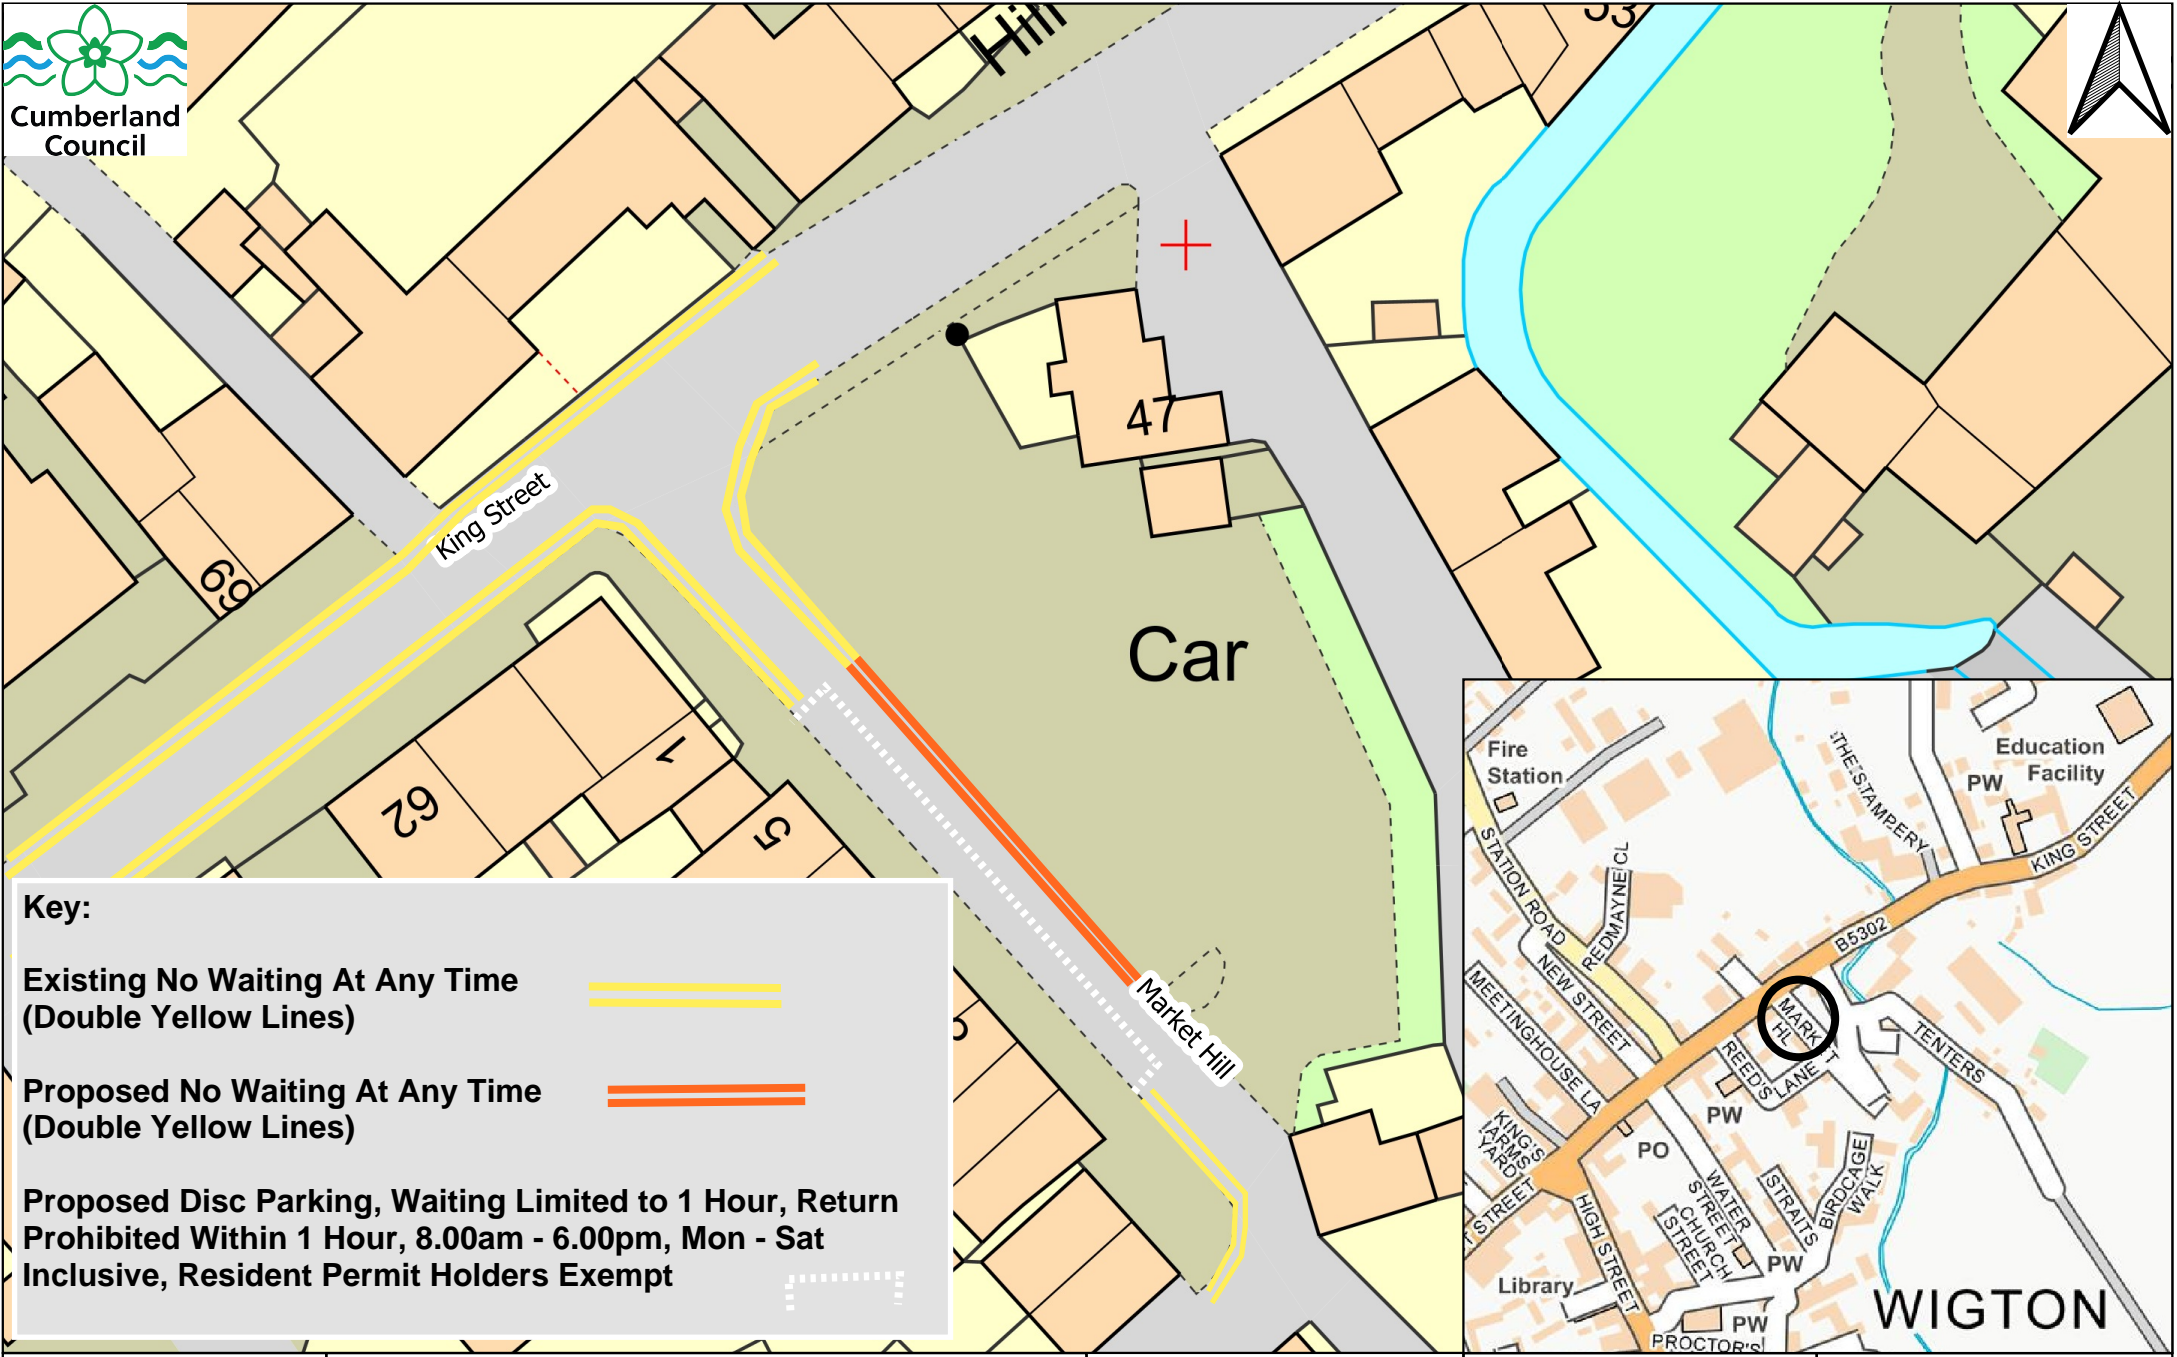 Cumberland
Council
Hill
53
47
King Street
69
Car
62
1
5
Market Hill
Key:
Existing No Waiting At Any Time
(Double Yellow Lines)
Proposed No Waiting At Any Time
(Double Yellow Lines)
Proposed Disc Parking, Waiting Limited to 1 Hour, Return
Prohibited Within 1 Hour, 8.00am - 6.00pm, Mon - Sat
Inclusive, Resident Permit Holders Exempt
Fire
Station
THE STAMPERY
Education
Facility
PW
KING STREET
STATION ROAD
REDMAYNE CL
B5302
NEW STREET
MEETINGHOUSE LA
MARKET
HL
TENTERS
REED'S
LANE
PW
KING'S
ARMS
YARD
PO
WATER
STREET
STRAITS
BIRDCAGE
WALK
T STREET
HIGH STREET
CHURCH
STREET
PW
Library
WIGTON
PW
PROCTOR'S